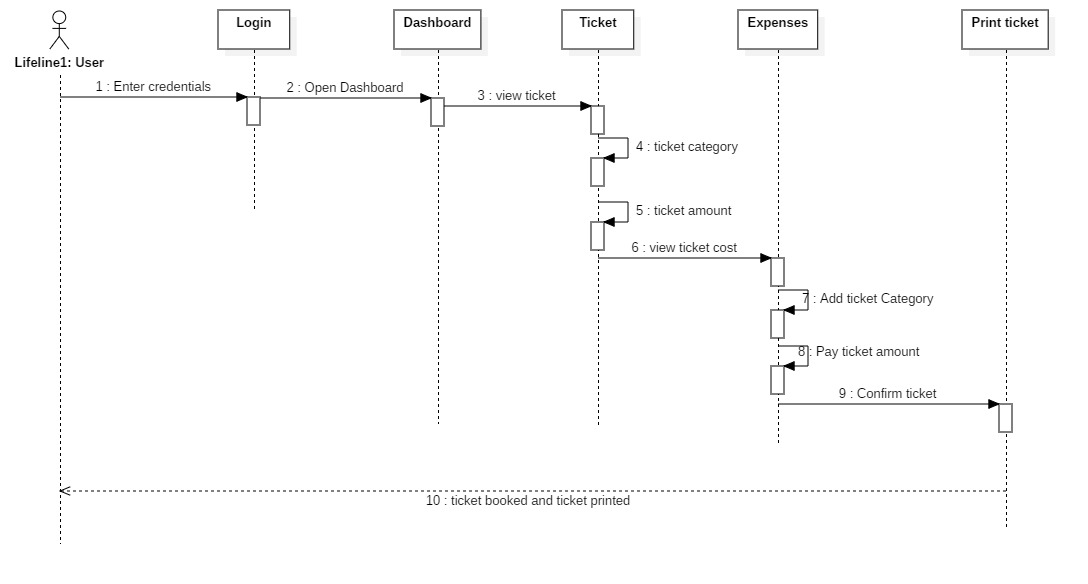 Login
Dashboard
Ticket
Expenses
Print ticket
Lifeline1: User
1 : Enter credentials
2 : Open Dashboard
3 : view ticket
4 : ticket category
5 : ticket amount
6 : view ticket cost
7 : Add ticket Category
8 : Pay ticket amount
9 : Confirm ticket
10 : ticket booked and ticket printed